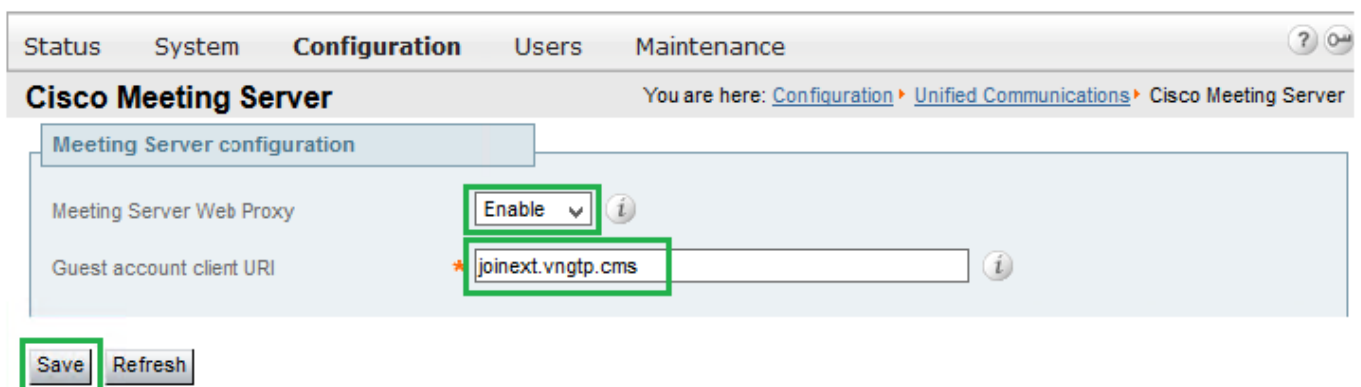 Status System Configuration Users Maintenance ?
Cisco Meeting Server You are here: Configuration Unified Communications Cisco Meeting Server
Meeting Server configuration
Meeting Server Web Proxy Enable i
Guest account client URI * joinext.vngtp.cms i
Save Refresh